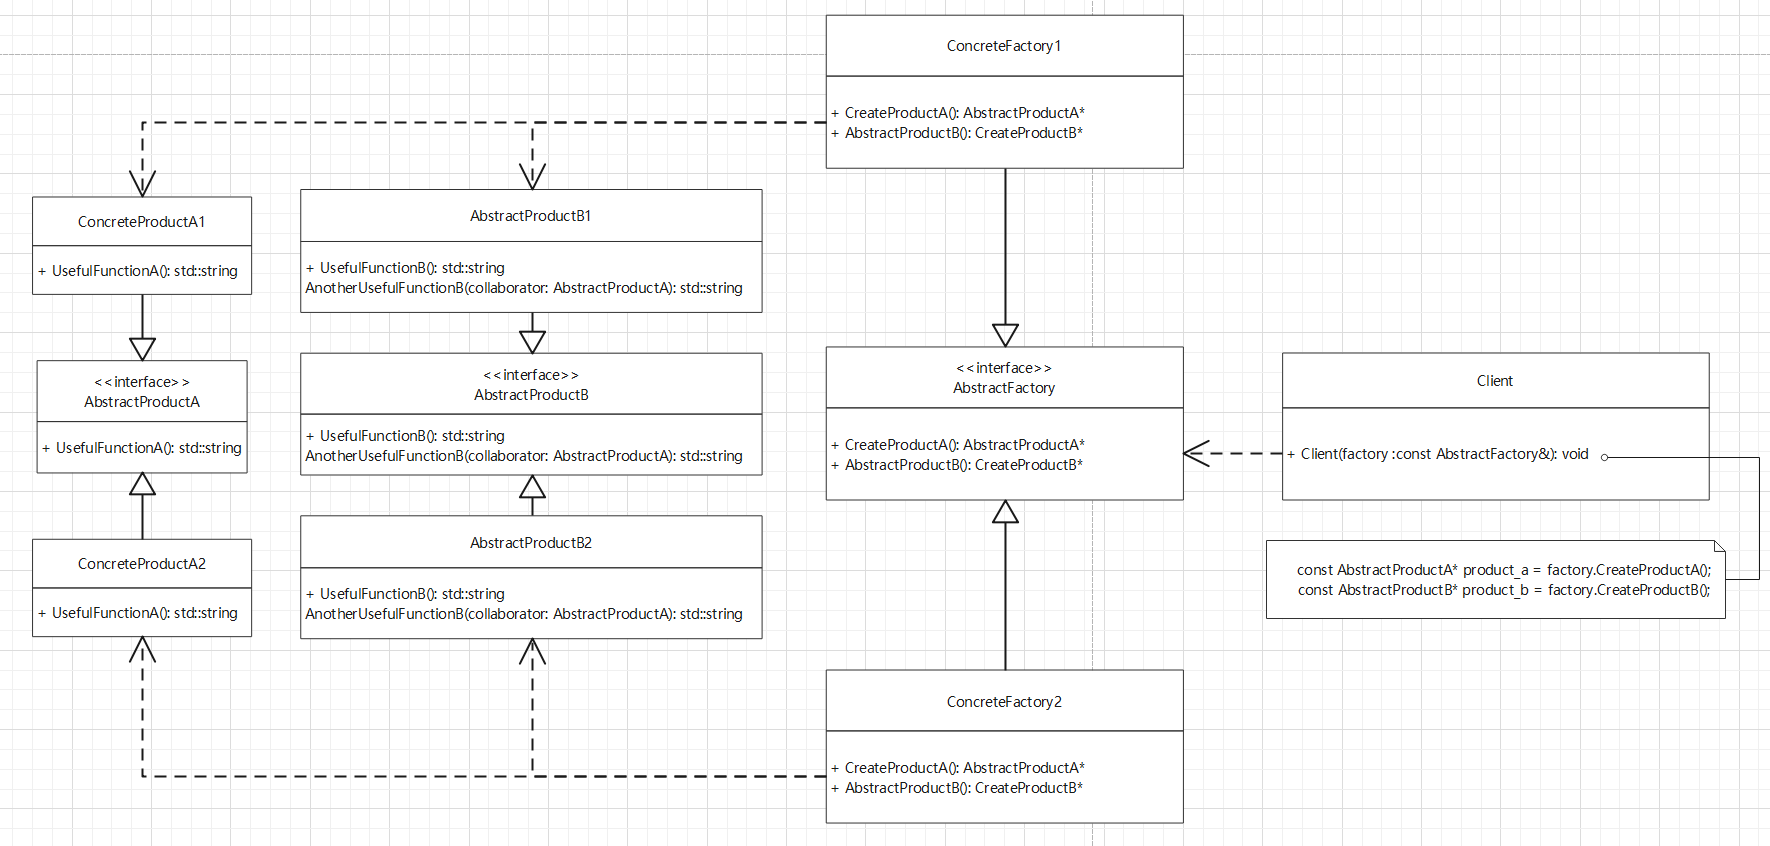 ConcreteFactory1
+ CreateProductA(): AbstractProductA*
+ AbstractProductB(): CreateProductB*
ConcreteProductA1
+ UsefulFunctionA(): std::string
AbstractProductB1
+ UsefulFunctionB(): std::string
AnotherUsefulFunctionB(collaborator: AbstractProductA): std::string
<<interface>>
AbstractProductA
+ UsefulFunctionA(): std::string
<<interface>>
AbstractProductB
+ UsefulFunctionB(): std::string
AnotherUsefulFunctionB(collaborator: AbstractProductA): std::string
<<interface>>
AbstractFactory
+ CreateProductA(): AbstractProductA*
+ AbstractProductB(): CreateProductB*
Client
+ Client(factory :const AbstractFactory&): void
const AbstractProductA* product_a = factory.CreateProductA();
const AbstractProductB* product_b = factory.CreateProductB();
ConcreteProductA2
+ UsefulFunctionA(): std::string
AbstractProductB2
+ UsefulFunctionB(): std::string
AnotherUsefulFunctionB(collaborator: AbstractProductA): std::string
ConcreteFactory2
+ CreateProductA(): AbstractProductA*
+ AbstractProductB(): CreateProductB*